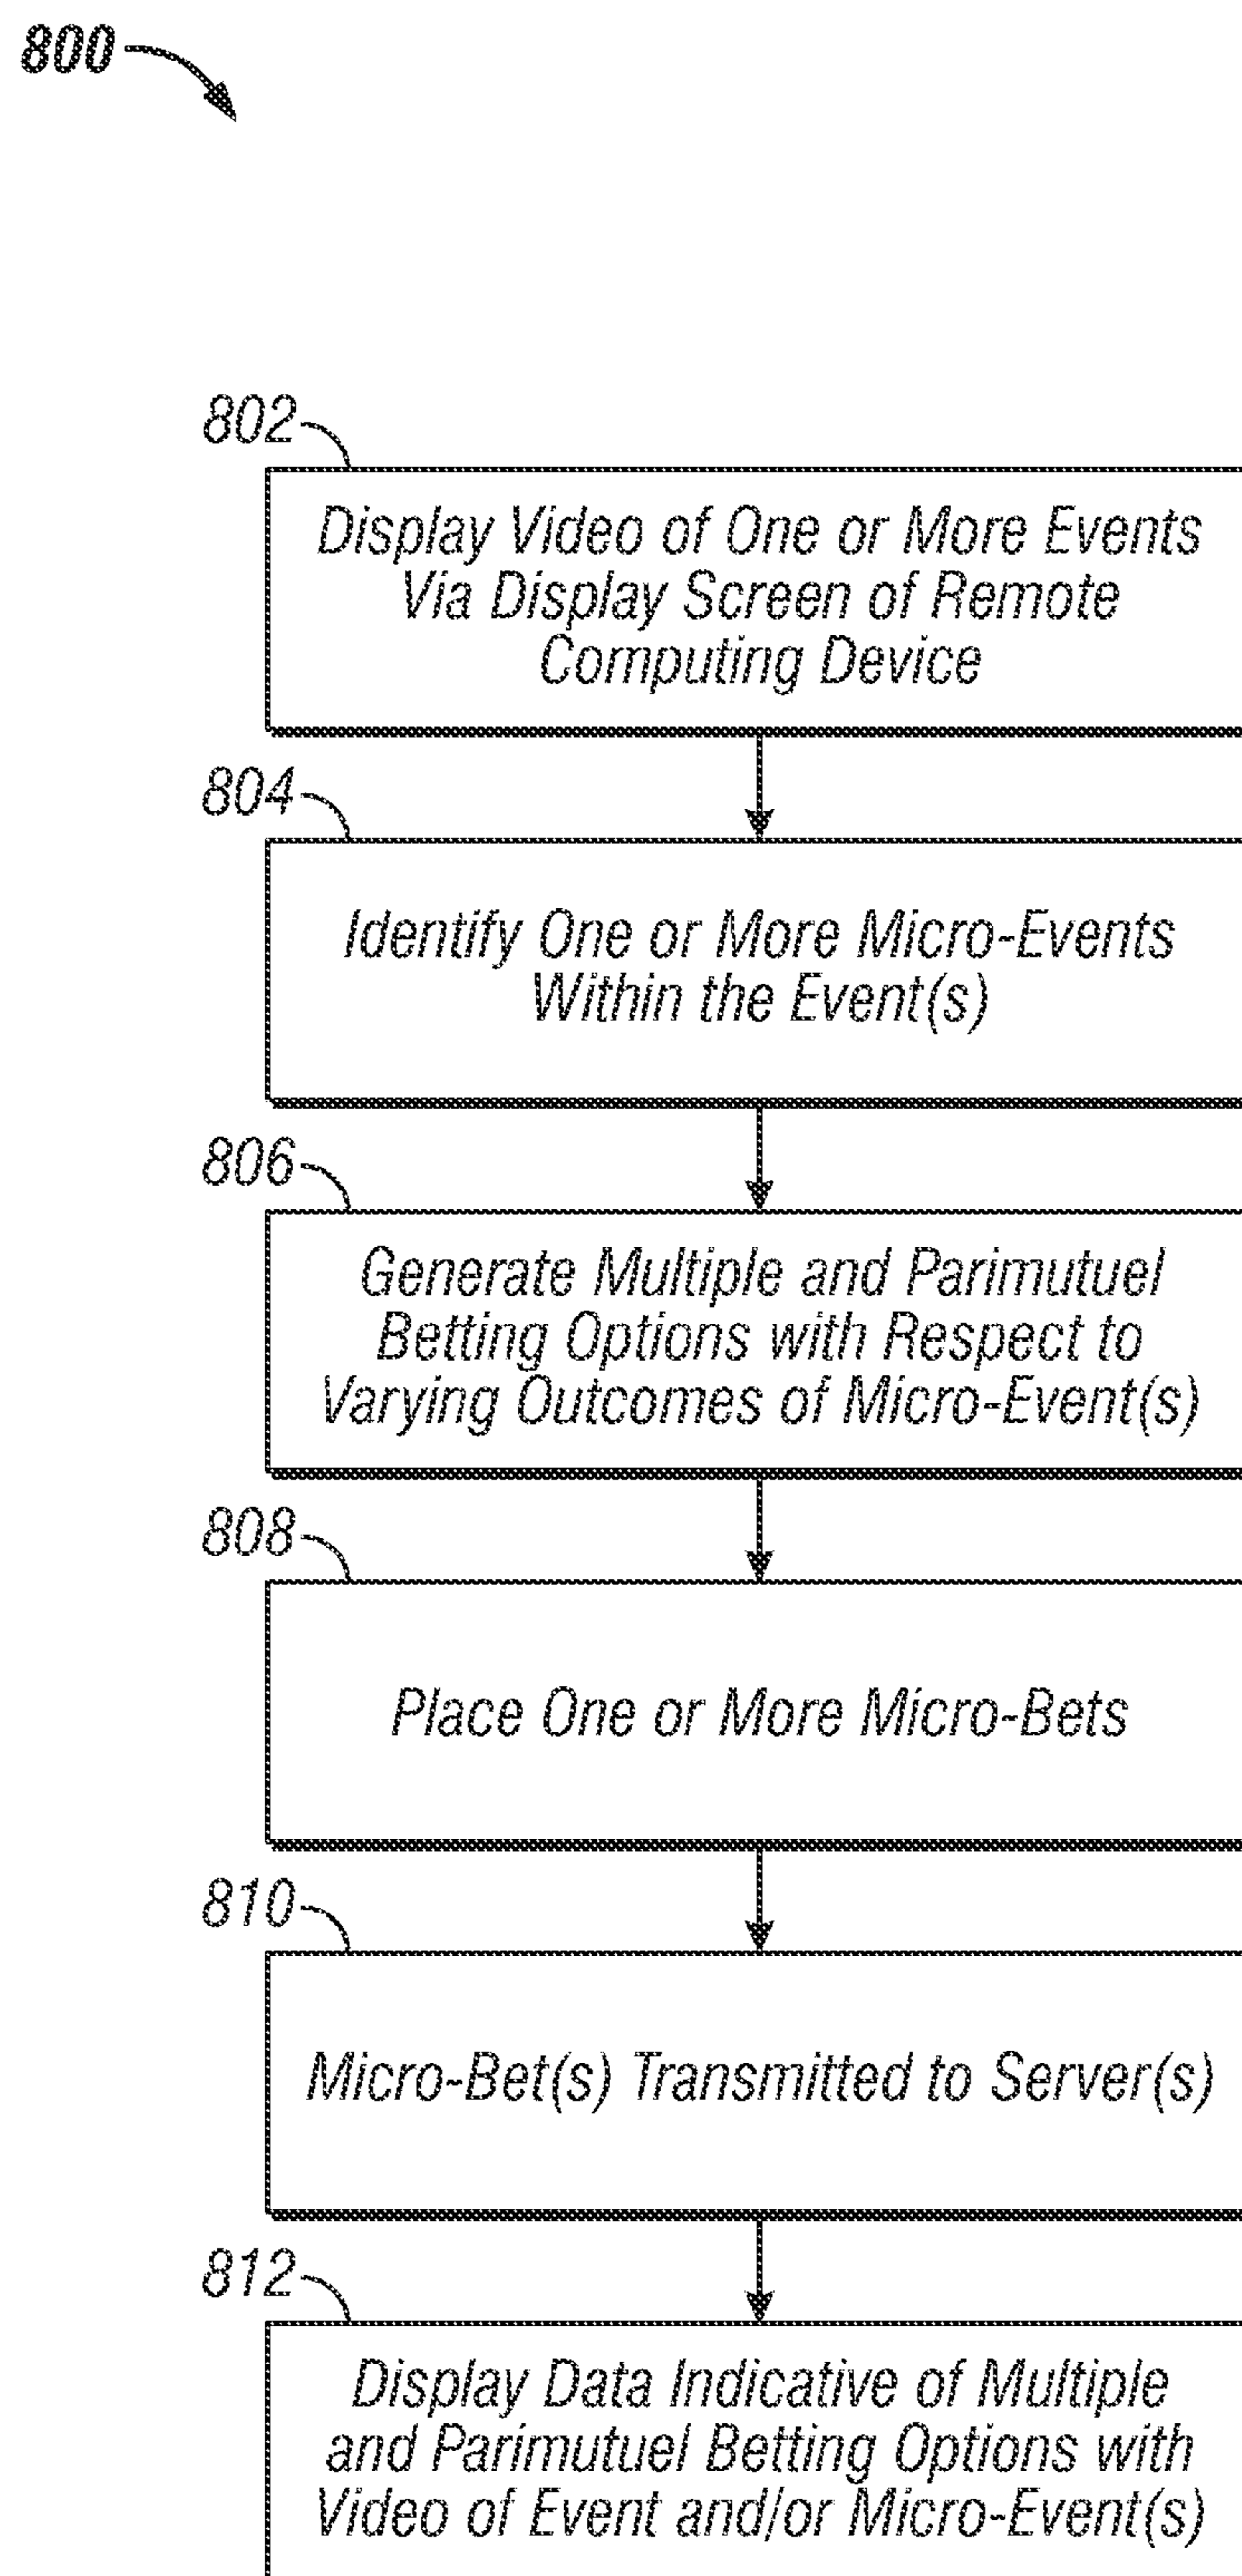 800
802
Display Video of One or More Events
Via Display Screen of Remote
Computing Device
804
Identify One or More Micro-Events
Within the Event(s)
806
Generate Multiple and Parimutuel
Betting Options with Respect to
Varying Outcomes of Micro-Event(s)
808
Place One or More Micro-Bets
810
Micro-Bet(s) Transmitted to Server(s)
812
Display Data Indicative of Multiple
and Parimutuel Betting Options with
Video of Event and/or Micro-Event(s)